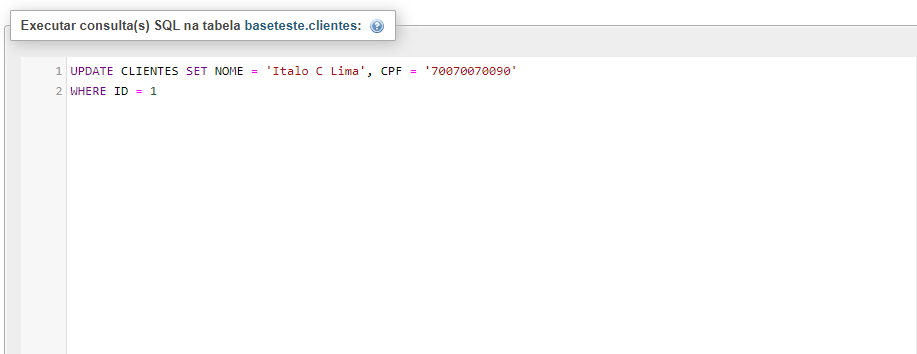 Executar consulta(s) SQL na tabela baseteste.clientes:
1 UPDATE CLIENTES SET NOME = 'Italo C Lima', CPF = '70070070090'
2 WHERE ID = 1